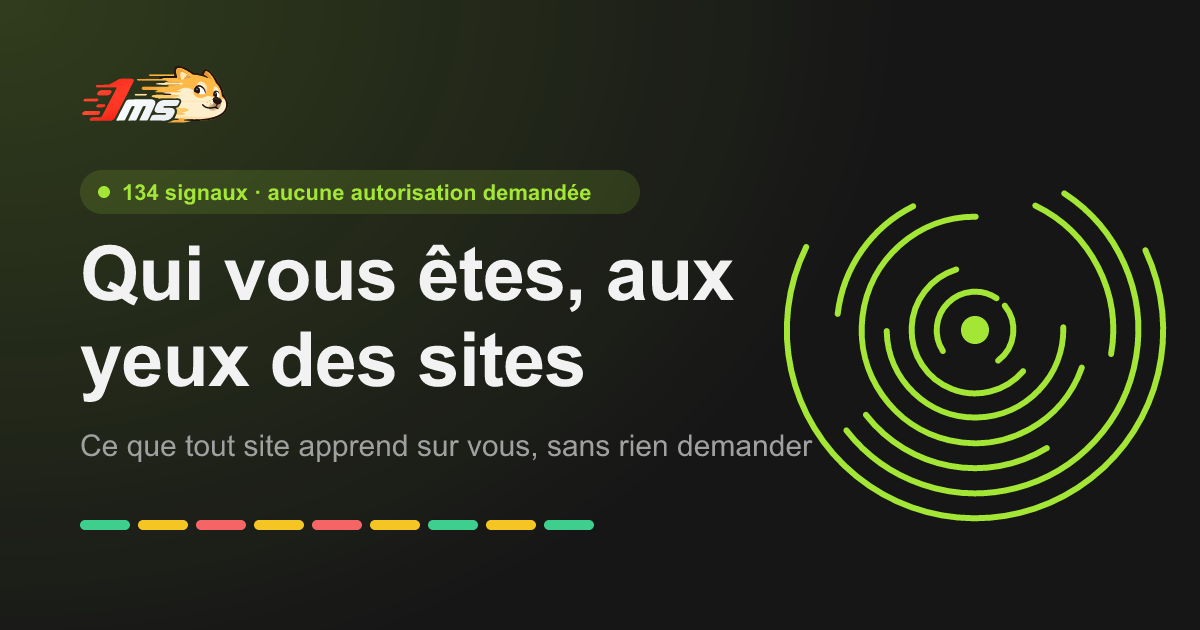 1ms
134 signaux · aucune autorisation demandée
Qui vous êtes, aux
yeux des sites
Ce que tout site apprend sur vous, sans rien demander